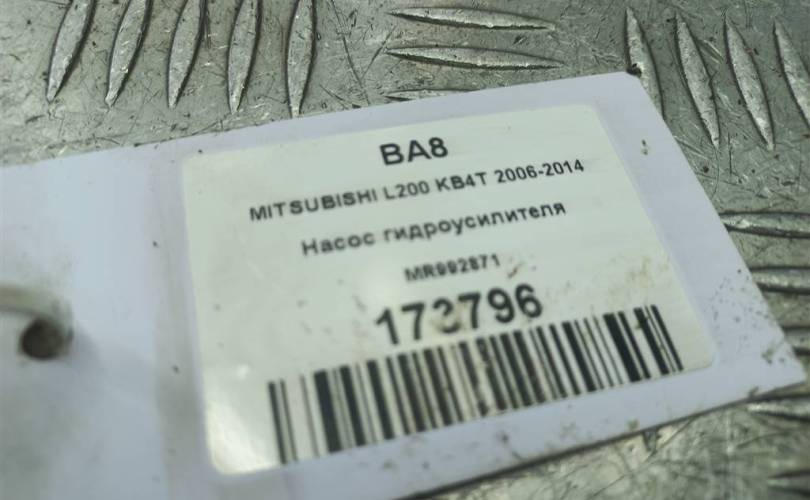 BA8
MITSUBISHI L200 KB4T 2006-2014
Насос гидроусилителя
MR992871
173796